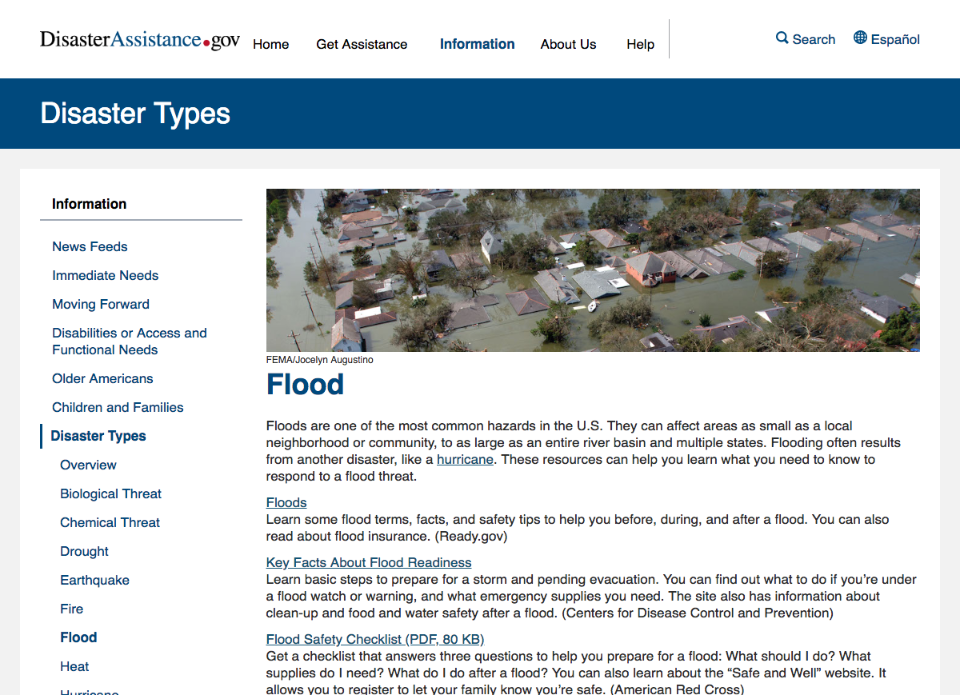 DisasterAssistance.gov
Home Get Assistance Information About Us Help
Search Español
Disaster Types
Information
News Feeds
Immediate Needs
Moving Forward
Disabilities or Access and
Functional Needs
Older Americans
Children and Families
Disaster Types
Overview
Biological Threat
Chemical Threat
Drought
Earthquake
Fire
Flood
Heat
Hurricane
FEMA/Jocelyn Augustino
Flood
Floods are one of the most common hazards in the U.S. They can affect areas as small as a local
neighborhood or community, to as large as an entire river basin and multiple states. Flooding often results
from another disaster, like a hurricane. These resources can help you learn what you need to know to
respond to a flood threat.
Floods
Learn some flood terms, facts, and safety tips to help you before, during, and after a flood. You can also
read about flood insurance. (Ready.gov)
Key Facts About Flood Readiness
Learn basic steps to prepare for a storm and pending evacuation. You can find out what to do if you're under
a flood watch or warning, and what emergency supplies you need. The site also has information about
clean-up and food and water safety after a flood. (Centers for Disease Control and Prevention)
Flood Safety Checklist (PDF, 80 KB)
Get a checklist that answers three questions to help you prepare for a flood: What should I do? What
supplies do I need? What do I do after a flood? You can also learn about the “Safe and Well” website. It
allows you to register to let your family know you're safe. (American Red Cross)